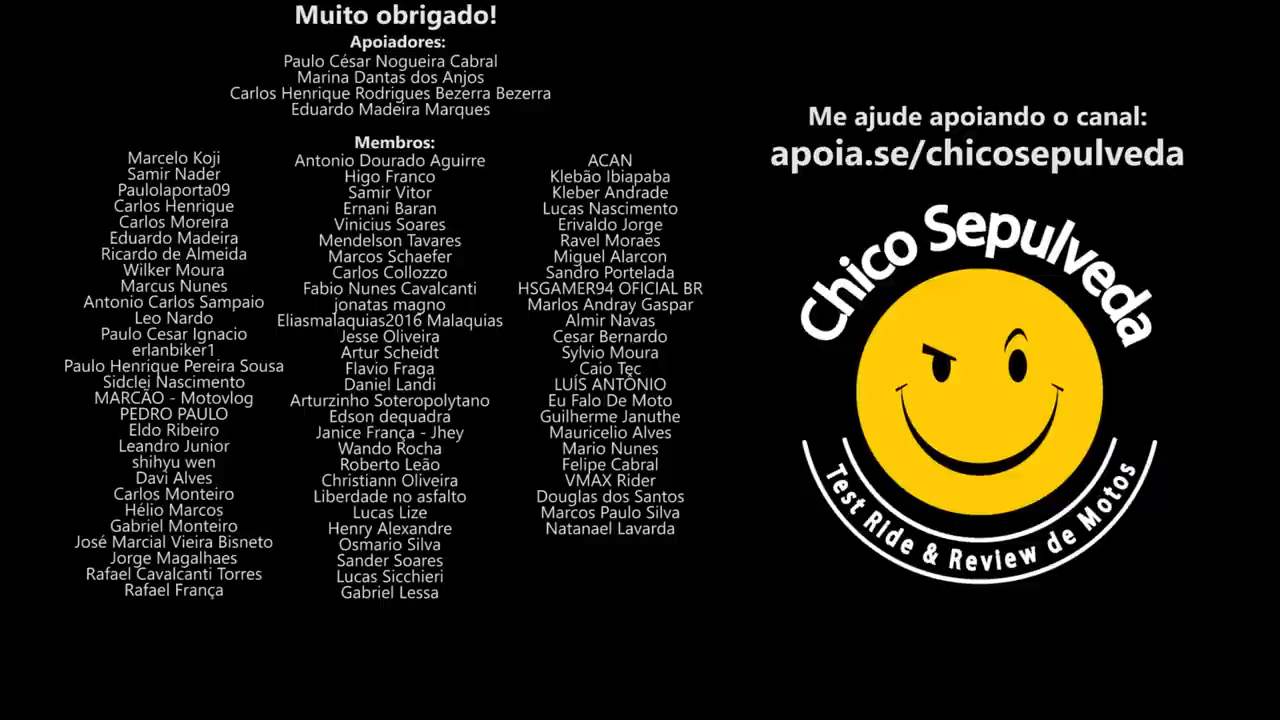 Muito obrigado!
Apoiadores:
Paulo César Nogueira Cabral
Marina Dantas dos Anjos
Carlos Henrique Rodrigues Bezerra Bezerra
Eduardo Madeira Marques
Membros:
Marcelo Koji
Samir Nader
Paulolaporta09
Carlos Henrique
Carlos Moreira
Eduardo Madeira
Ricardo de Almeida
Wilker Moura
Marcus Nunes
Antonio Carlos Sampaio
Leo Nardo
Paulo Cesar Ignacio
erlanbiker1
Paulo Henrique Pereira Sousa
Sidclei Nascimento
MARCÃO - Motovlog
PEDRO PAULO
Eldo Ribeiro
Leandro Junior
shihyu wen
Davi Alves
Carlos Monteiro
Hélio Marcos
Gabriel Monteiro
José Marcial Vieira Bisneto
Jorge Magalhaes
Rafael Cavalcanti Torres
Rafael França
Antonio Dourado Aguirre
Higo Franco
Samir Vitor
Ernani Baran
Vinicius Soares
Mendelson Tavares
Marcos Schaefer
Carlos Collozzo
Fabio Nunes Cavalcanti
jonatas magno
Eliasmalaquias2016 Malaquias
Jesse Oliveira
Artur Scheidt
Flavio Fraga
Daniel Landi
Arturzinho Soteropolytano
Edson dequadra
Janice França - Jhey
Wando Rocha
Roberto Leão
Christiann Oliveira
Liberdade no asfalto
Lucas Lize
Henry Alexandre
Osmario Silva
Sander Soares
Lucas Sicchieri
Gabriel Lessa
ACAN
Klebão Ibiapaba
Kleber Andrade
Lucas Nascimento
Erivaldo Jorge
Ravel Moraes
Miguel Alarcon
Sandro Portelada
HSGAMER94 OFICIAL BR
Marlos Andray Gaspar
Almir Navas
Cesar Bernardo
Sylvio Moura
Caio Tec
LUÍS ANTÔNIO
Eu Falo De Moto
Guilherme Januthe
Mauricelio Alves
Mario Nunes
Felipe Cabral
VMAX Rider
Douglas dos Santos
Marcos Paulo Silva
Natanael Lavarda
Me ajude apoiando o canal:
apoia.se/chicosepulveda
Chico Sepulveda
Test Ride & Review de Motos